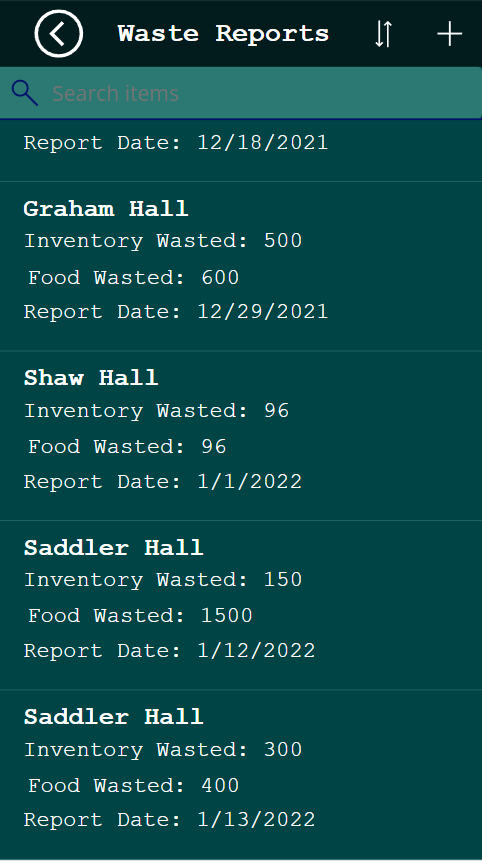 Waste Reports
Search items
Report Date: 12/18/2021
Graham Hall
Inventory Wasted: 500
Food Wasted: 600
Report Date: 12/29/2021
Shaw Hall
Inventory Wasted: 96
Food Wasted: 96
Report Date: 1/1/2022
Saddler Hall
Inventory Wasted: 150
Food Wasted: 1500
Report Date: 1/12/2022
Saddler Hall
Inventory Wasted: 300
Food Wasted: 400
Report Date: 1/13/2022